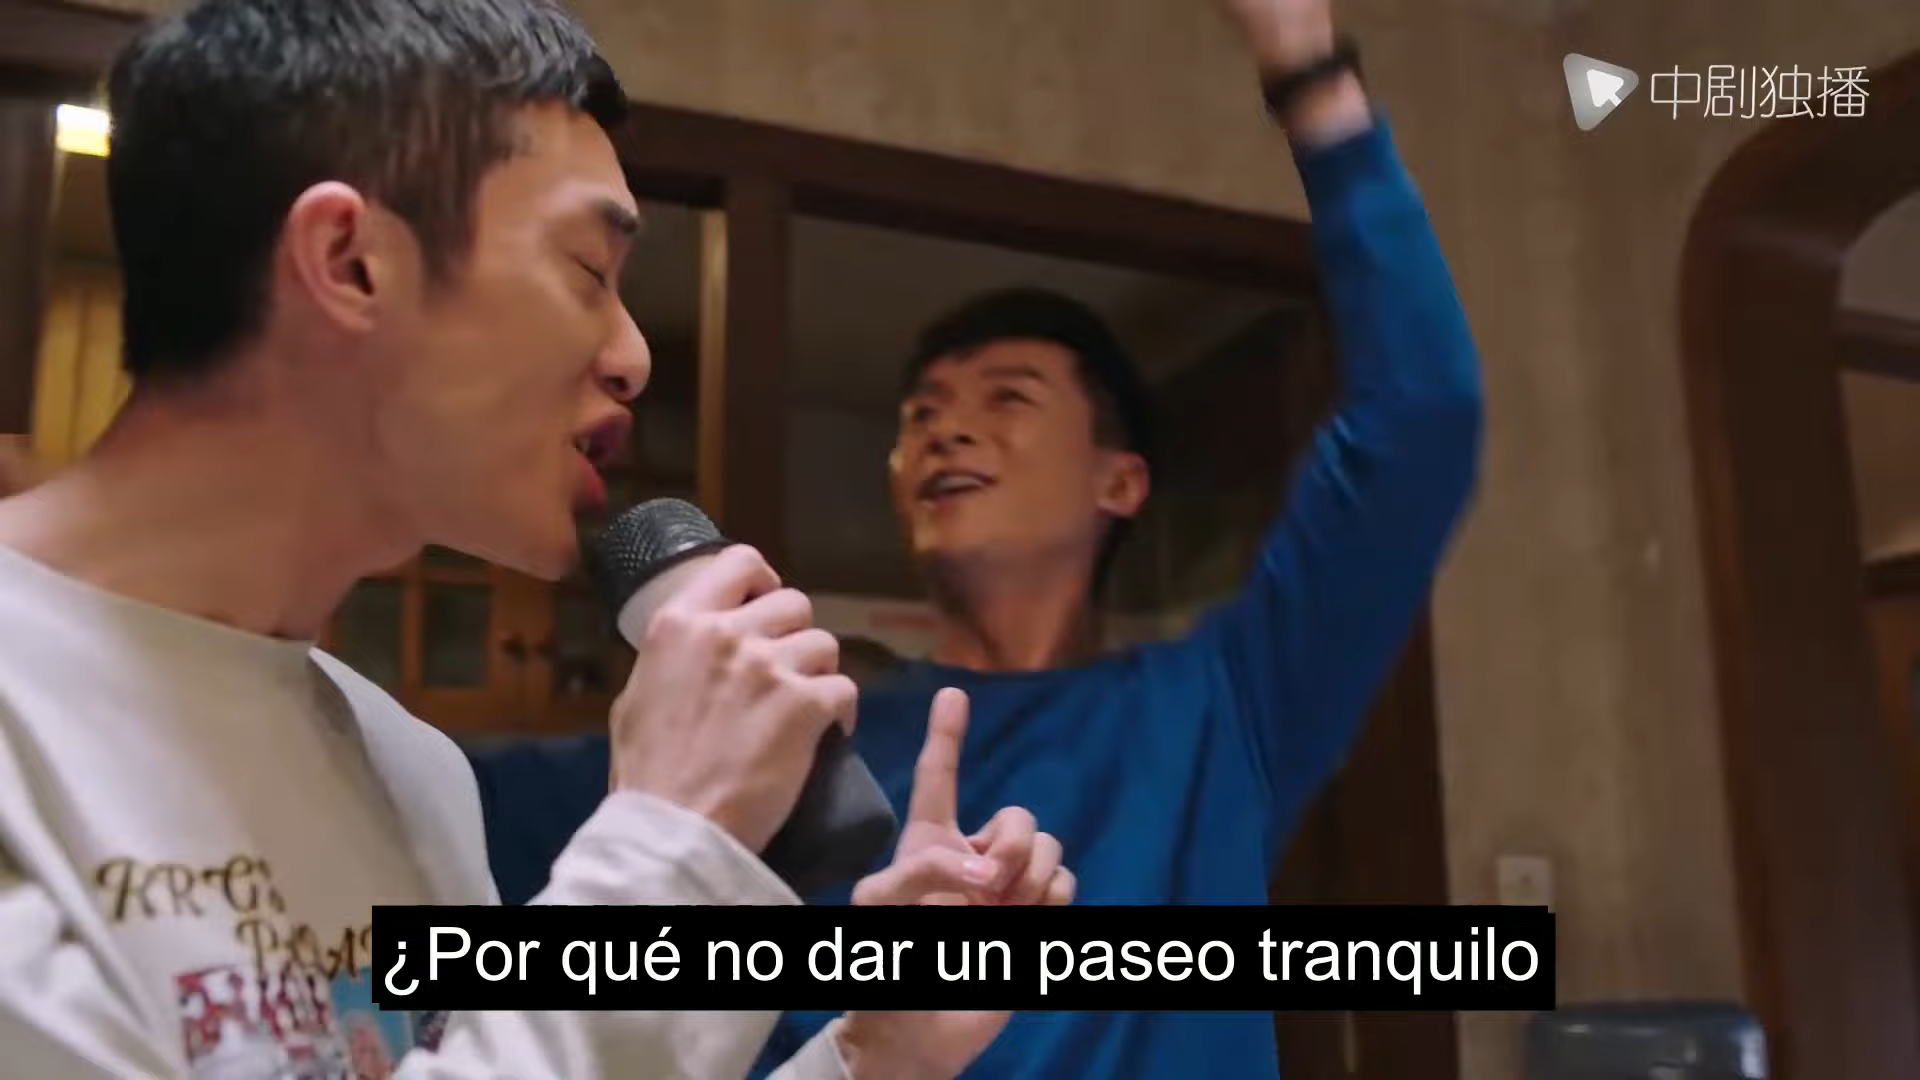 中剧独播
¿Por qué no dar un paseo tranquilo